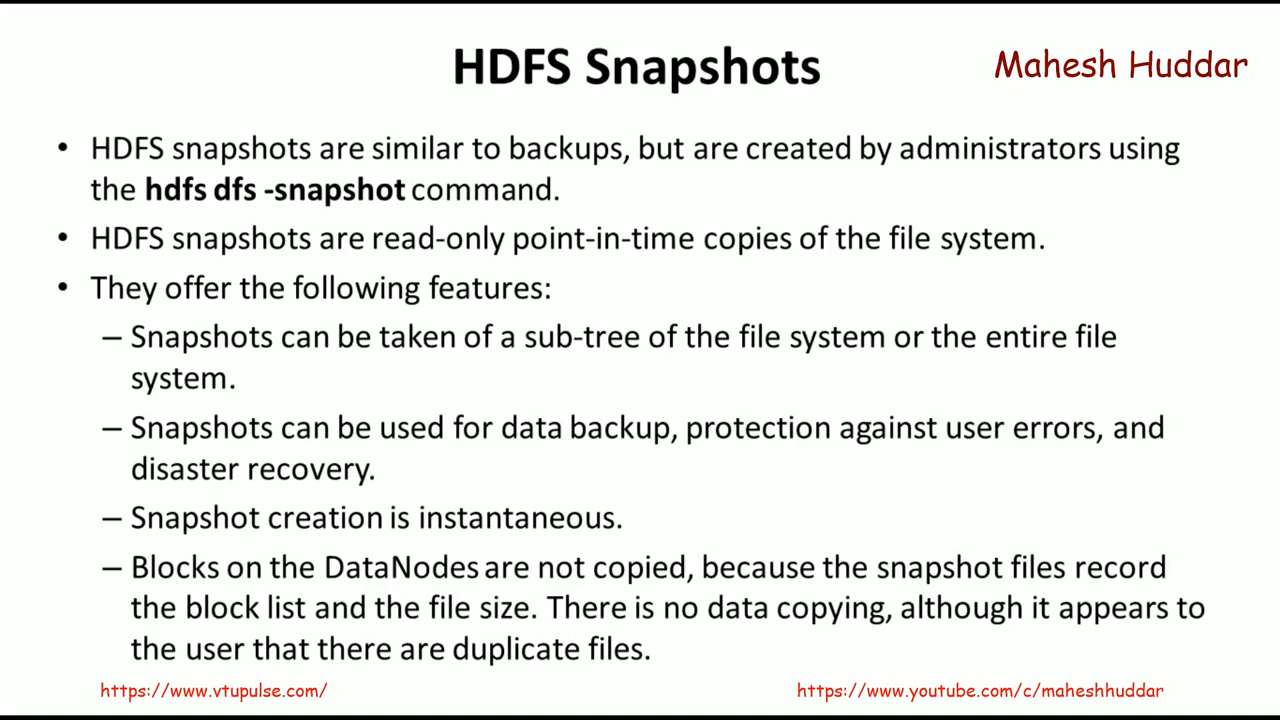 HDFS Snapshots
Mahesh Huddar
• HDFS snapshots are similar to backups, but are created by administrators using
the hdfs dfs -snapshot command.
• HDFS snapshots are read-only point-in-time copies of the file system.
• They offer the following features:
– Snapshots can be taken of a sub-tree of the file system or the entire file
system.
– Snapshots can be used for data backup, protection against user errors, and
disaster recovery.
– Snapshot creation is instantaneous.
– Blocks on the DataNodes are not copied, because the snapshot files record
the block list and the file size. There is no data copying, although it appears to
the user that there are duplicate files.
https://www.vtupulse.com/
https://www.youtube.com/c/maheshhuddar